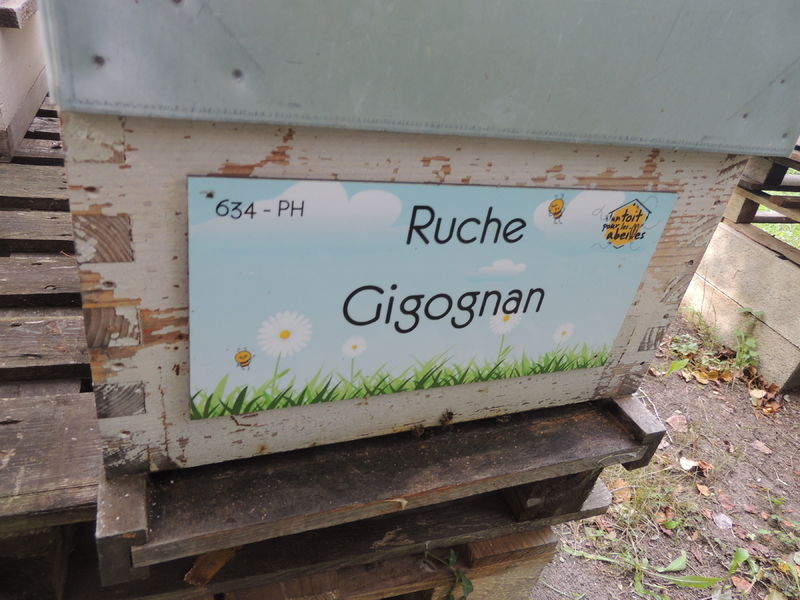 634 - PH
Ruche
Gigognan
un toit
pour les
abeilles